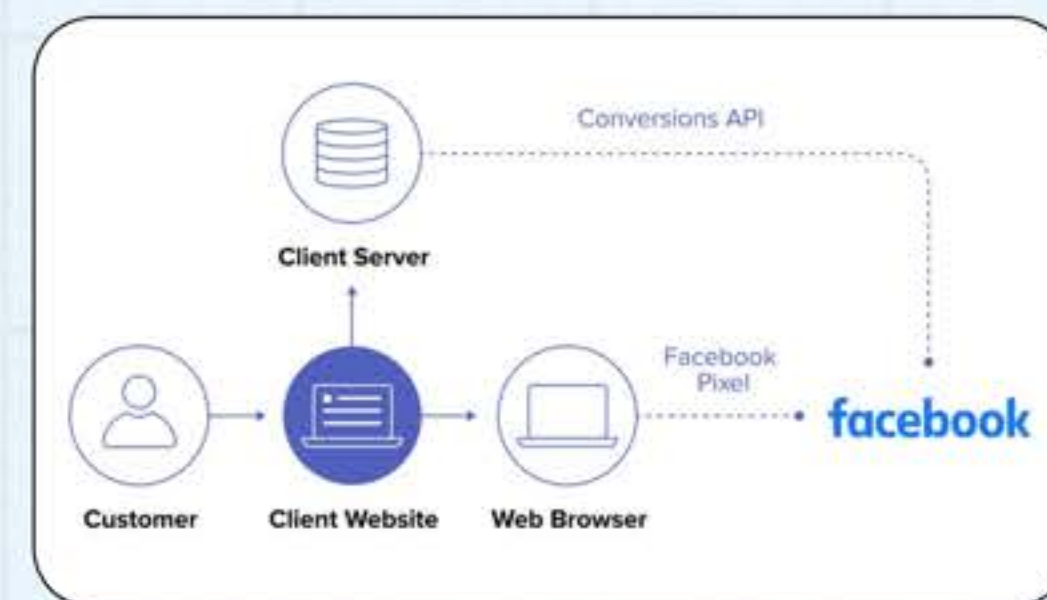 Conversions API
Client Server
Facebook
Pixel
facebook
Customer
Client Website
Web Browser